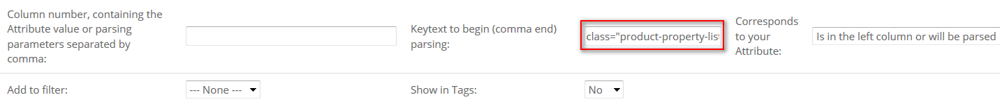 Column number, containing the
Attribute value or parsing
parameters separated by
comma:
Keytext to begin (comma end)
parsing:
class="product-property-lis
Corresponds
to your
Attribute:
Is in the left column or will be parsed
Add to filter:
--- None ---
Show in Tags:
No